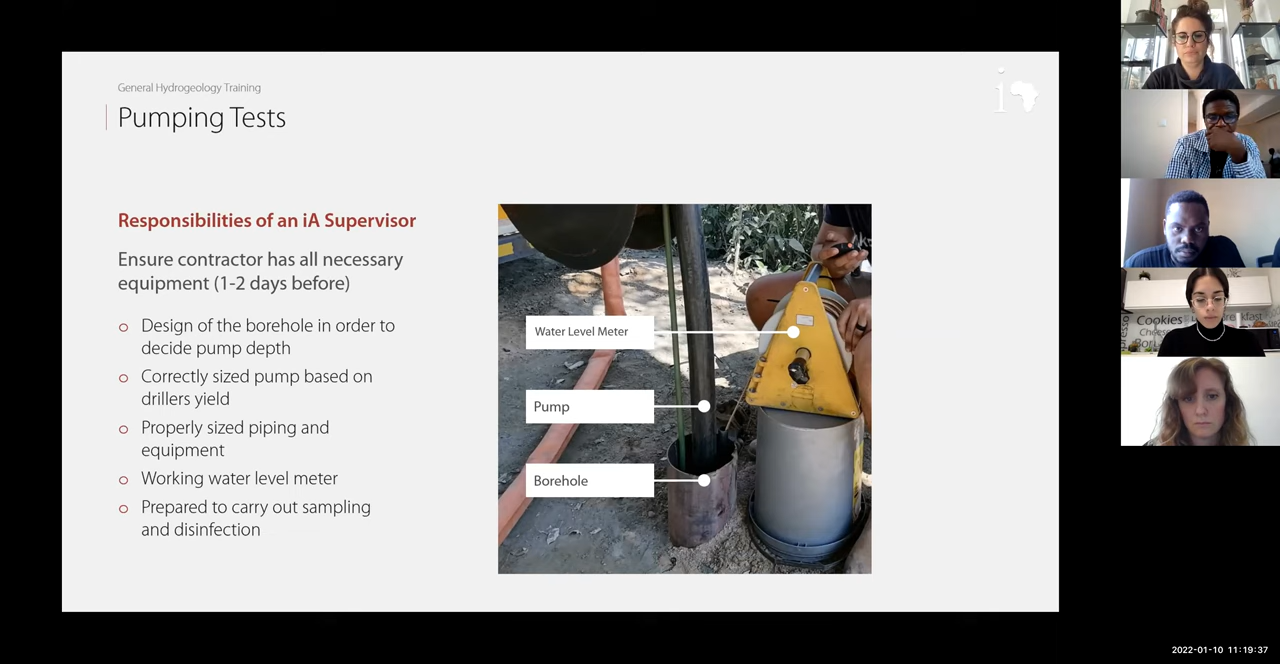 General Hydrogeology Training
Pumping Tests
Responsibilities of an iA Supervisor
Ensure contractor has all necessary
equipment (1-2 days before)
o Design of the borehole in order to
decide pump depth
o Correctly sized pump based on
drillers yield
o Properly sized piping and
equipment
o Working water level meter
o Prepared to carry out sampling
and disinfection
Water Level Meter
Pump
Borehole
i
Cookies
2022-01-10 11:19:37